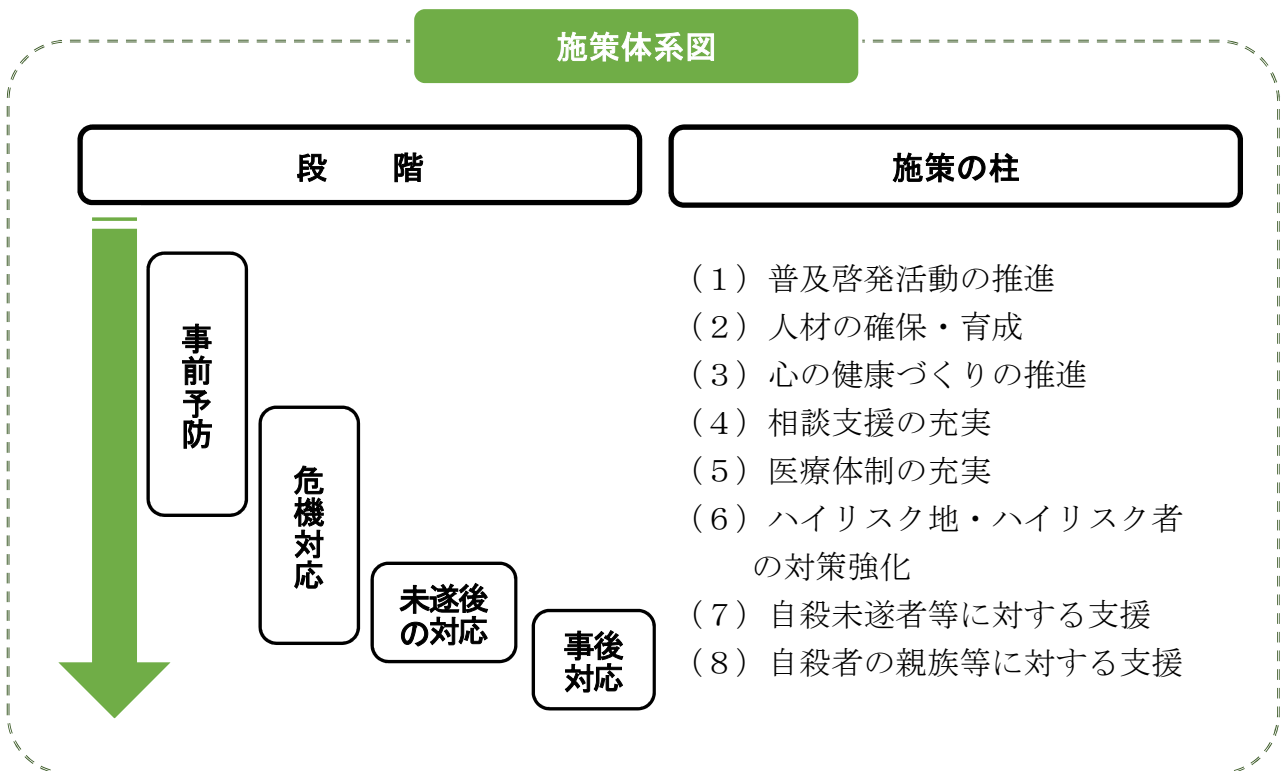 施策体系図
段　　階
施策の柱
事前予防
危機対応
未遂後
の対応
事後
対応
（１）普及啓発活動の推進
（２）人材の確保・育成
（３）心の健康づくりの推進
（４）相談支援の充実
（５）医療体制の充実
（６）ハイリスク地・ハイリスク者
の対策強化
（７）自殺未遂者等に対する支援
（８）自殺者の親族等に対する支援